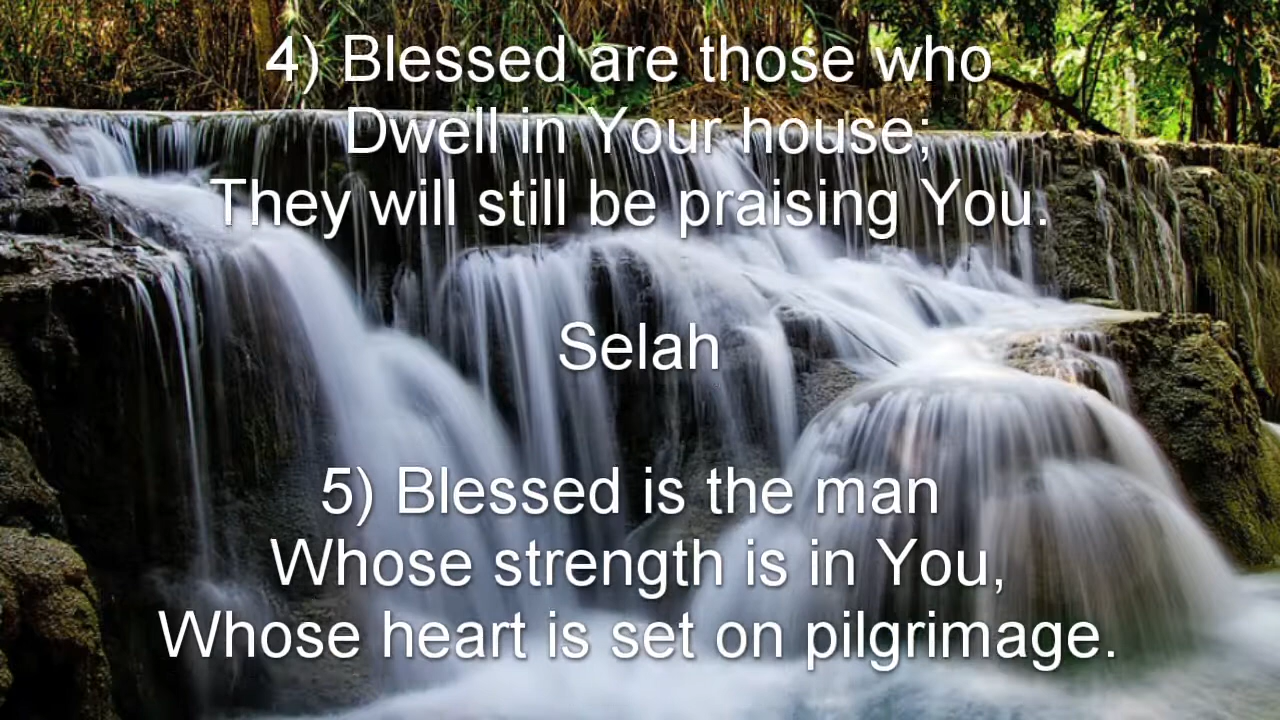 4) Blessed are those who
Dwell in Your house;
They will still be praising You.
Selah
5) Blessed is the man
Whose strength is in You,
Whose heart is set on pilgrimage.